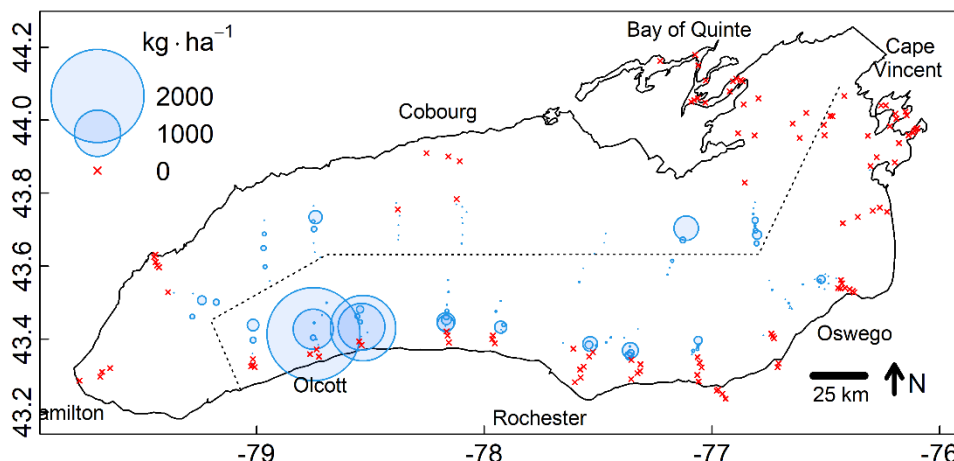 kg · ha⁻¹
2000
1000
0
Bay of Quinte
Cape
Vincent
Cobourg
Olcott
Oswego
Rochester
amilton
25 km
N
44.2
44.0
43.8
43.6
43.4
43.2
-79
-78
-77
-76